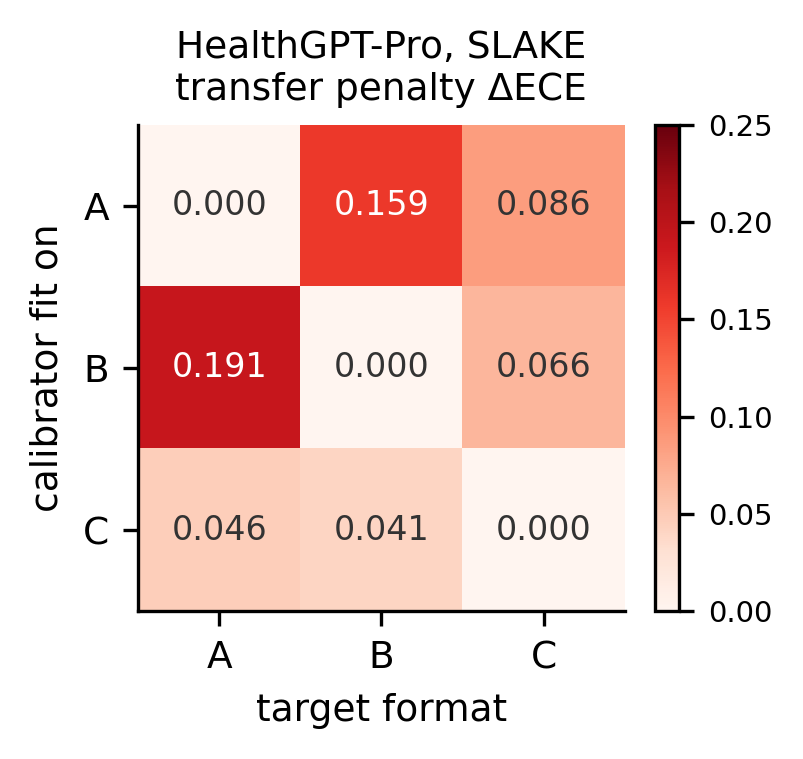 HealthGPT-Pro, SLAKE
transfer penalty ΔECE
calibrator fit on
A
0.000
0.159
0.086
B
0.191
0.000
0.066
C
0.046
0.041
0.000
A
B
C
target format
0.25
0.20
0.15
0.10
0.05
0.00